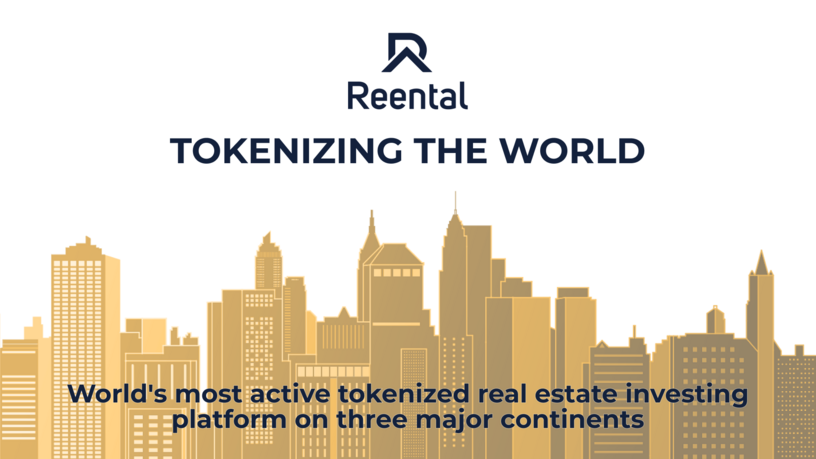 Reental
TOKENIZING THE WORLD
World's most active tokenized real estate investing
platform on three major continents